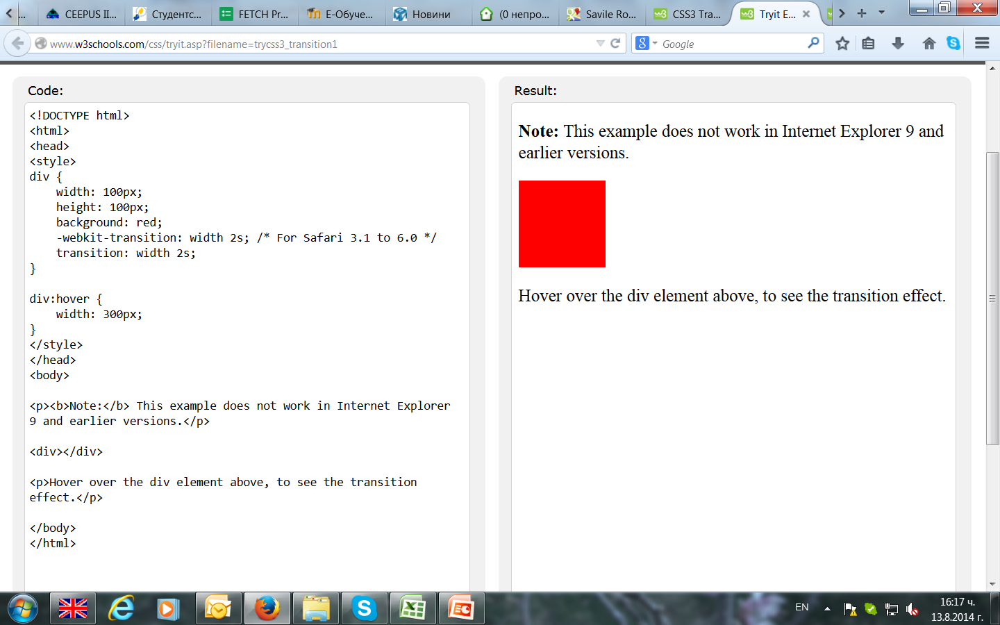 ... CEEPUS II... Студентс... FETCH Pr... Е-Обуче... Новини (0 непро... Savile Ro... CSS3 Tra... Tryit E...
www.w3schools.com/css/tryit.asp?filename=trycss3_transition1 Google
Code:
<!DOCTYPE html>
<html>
<head>
<style>
div {
    width: 100px;
    height: 100px;
    background: red;
    -webkit-transition: width 2s; /* For Safari 3.1 to 6.0 */
    transition: width 2s;
}
div:hover {
    width: 300px;
}
</style>
</head>
<body>
<p><b>Note:</b> This example does not work in Internet Explorer
9 and earlier versions.</p>
<div></div>
<p>Hover over the div element above, to see the transition
effect.</p>
</body>
</html>
Result:
Note: This example does not work in Internet Explorer 9 and
earlier versions.
Hover over the div element above, to see the transition effect.
EN
16:17 ч.
13.8.2014 г.